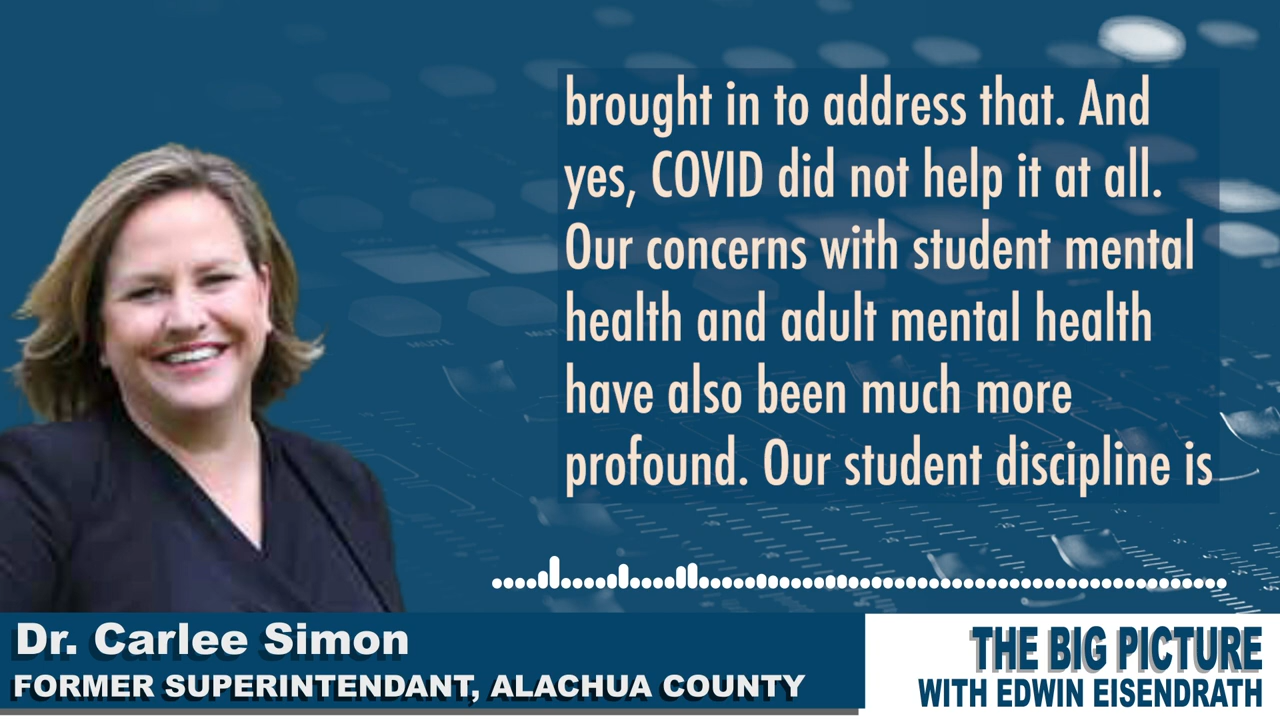 brought in to address that. And
yes, COVID did not help it at all.
Our concerns with student mental
health and adult mental health
have also been much more
profound. Our student discipline is
MUTE
Dr. Carlee Simon
FORMER SUPERINTENDANT, ALACHUA COUNTY
THE BIG PICTURE
WITH EDWIN EISENDRATH